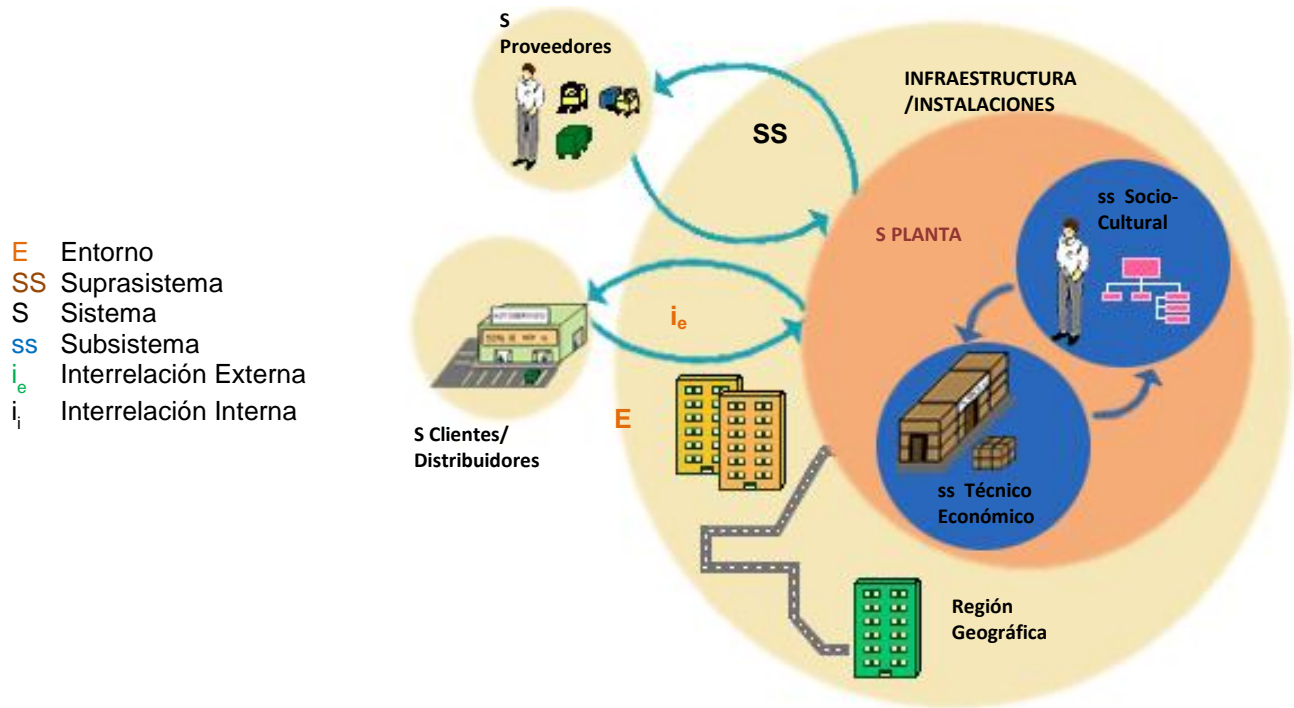 S
Proveedores
INFRAESTRUCTURA
/INSTALACIONES
SS
ss Socio-
Cultural
S PLANTA
E Entorno
SS Suprasistema
S Sistema
ss Subsistema
ie Interrelación Externa
ii Interrelación Interna
ie
E
S Clientes/
Distribuidores
ss Técnico
Económico
Región
Geográfica